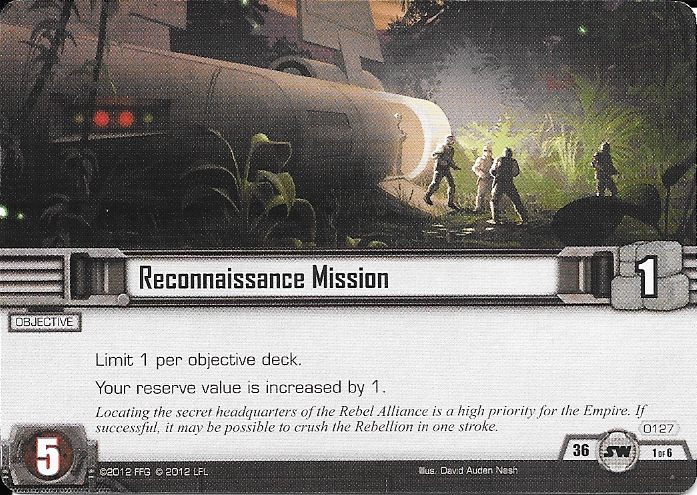 Reconnaissance Mission
1
OBJECTIVE
Limit 1 per objective deck.
Your reserve value is increased by 1.
Locating the secret headquarters of the Rebel Alliance is a high priority for the Empire. If
successful, it may be possible to crush the Rebellion in one stroke.
0127
5
36
SW
1 OF 6
©2012 FFG © 2012 LFL
Illus. David Auden Nash